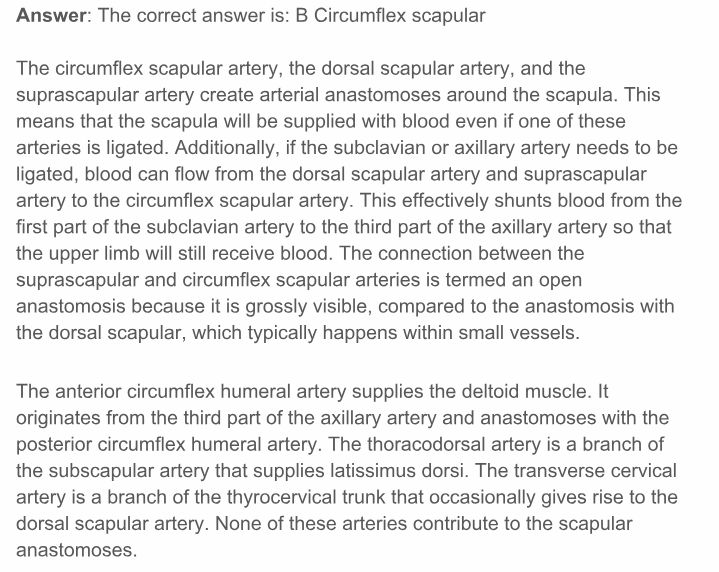 Answer: The correct answer is: B Circumflex scapular
The circumflex scapular artery, the dorsal scapular artery, and the
suprascapular artery create arterial anastomoses around the scapula. This
means that the scapula will be supplied with blood even if one of these
arteries is ligated. Additionally, if the subclavian or axillary artery needs to be
ligated, blood can flow from the dorsal scapular artery and suprascapular
artery to the circumflex scapular artery. This effectively shunts blood from the
first part of the subclavian artery to the third part of the axillary artery so that
the upper limb will still receive blood. The connection between the
suprascapular and circumflex scapular arteries is termed an open
anastomosis because it is grossly visible, compared to the anastomosis with
the dorsal scapular, which typically happens within small vessels.
The anterior circumflex humeral artery supplies the deltoid muscle. It
originates from the third part of the axillary artery and anastomoses with the
posterior circumflex humeral artery. The thoracodorsal artery is a branch of
the subscapular artery that supplies latissimus dorsi. The transverse cervical
artery is a branch of the thyrocervical trunk that occasionally gives rise to the
dorsal scapular artery. None of these arteries contribute to the scapular
anastomoses.